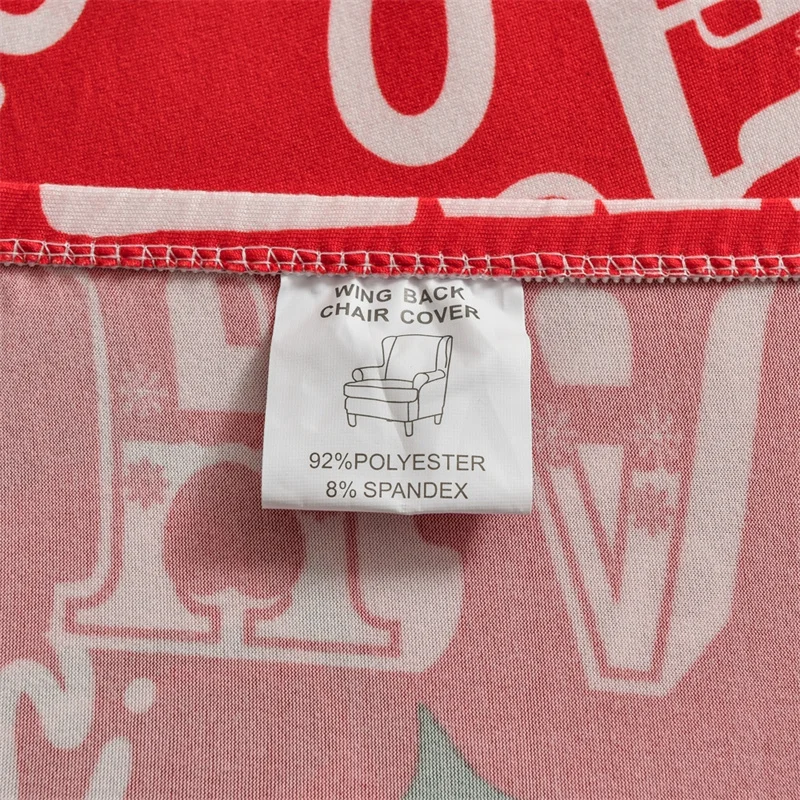 WING BACK
CHAIR COVER
92%POLYESTER
8% SPANDEX